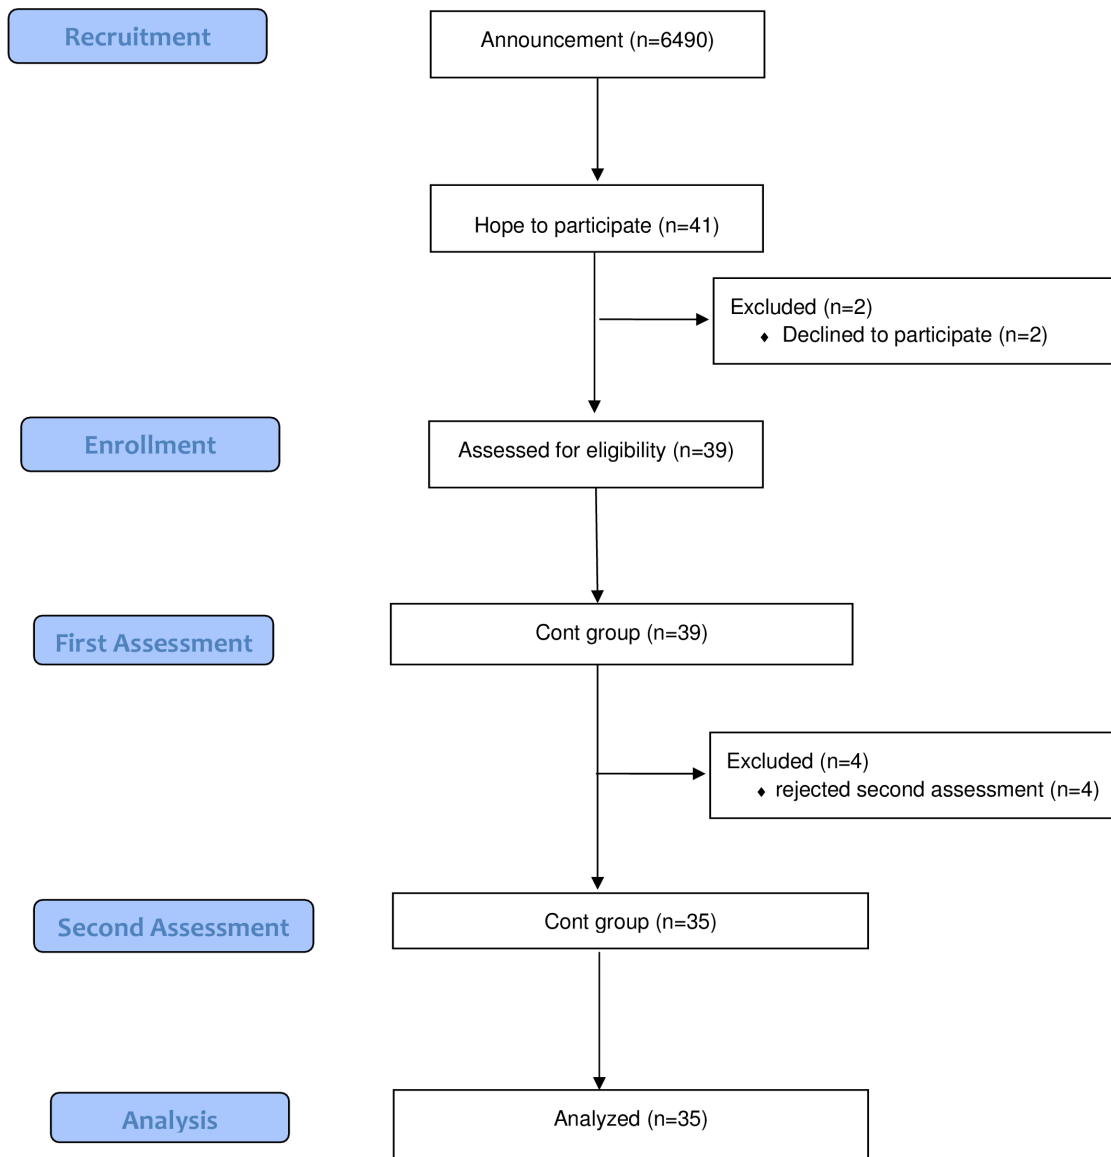 Recruitment
Announcement (n=6490)
Hope to participate (n=41)
Excluded (n=2)
♦ Declined to participate (n=2)
Enrollment
Assessed for eligibility (n=39)
First Assessment
Cont group (n=39)
Excluded (n=4)
♦ rejected second assessment (n=4)
Second Assessment
Cont group (n=35)
Analysis
Analyzed (n=35)